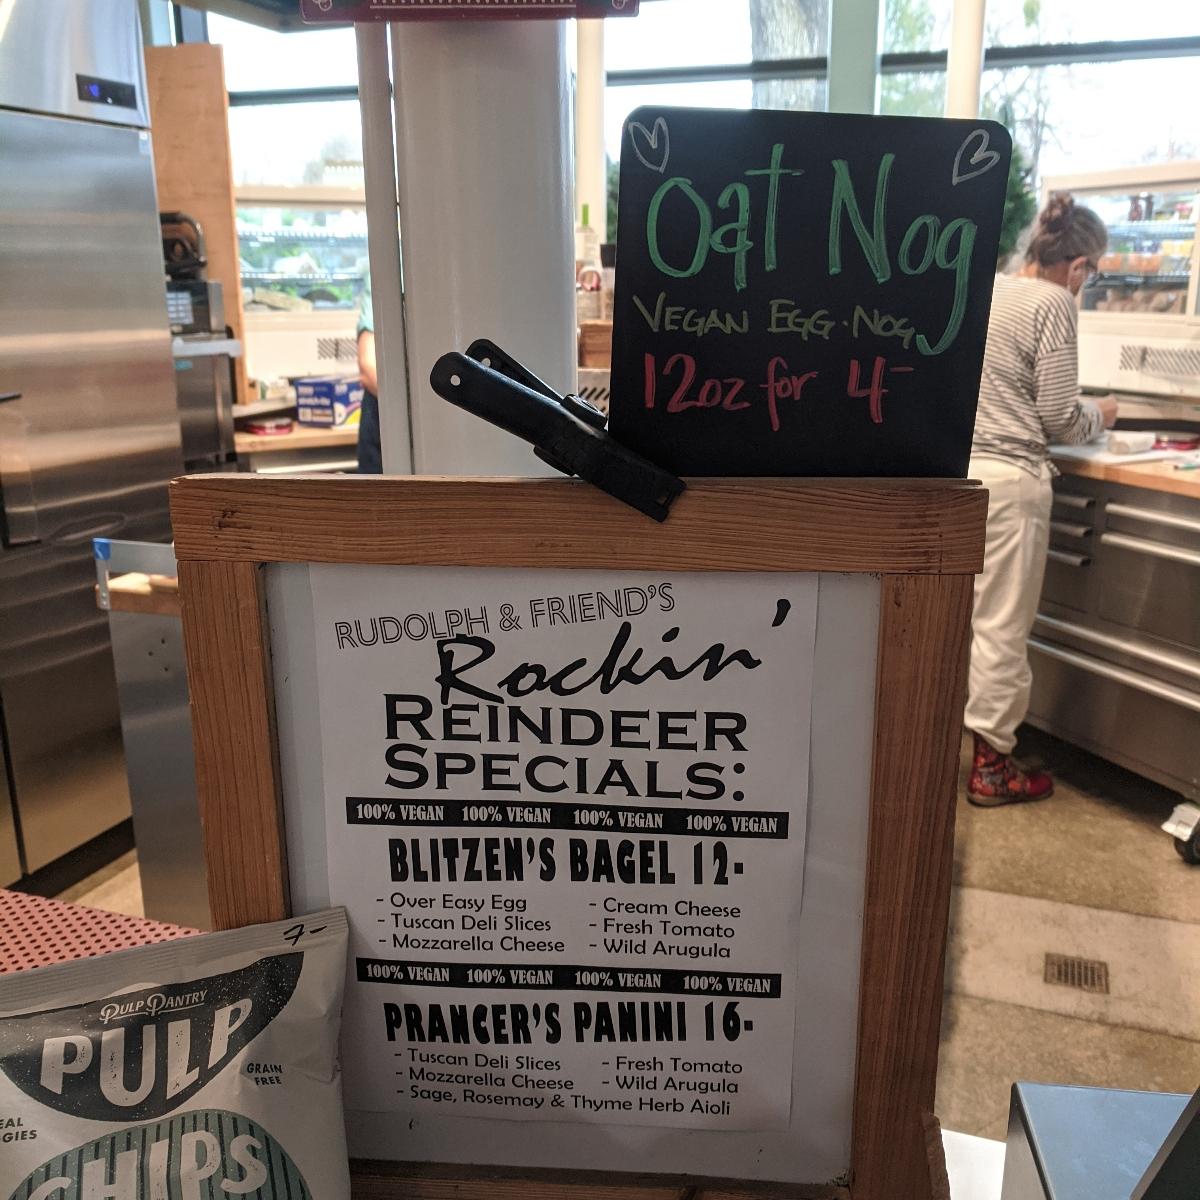 Oat Nog
VEGAN EGG·NOG
12oz for 4-
RUDOLPH & FRIEND'S
Rockin'
REINDEER
SPECIALS:
100% VEGAN 100% VEGAN 100% VEGAN 100% VEGAN
BLITZEN'S BAGEL 12-
- Over Easy Egg - Cream Cheese
- Tuscan Deli Slices - Fresh Tomato
- Mozzarella Cheese - Wild Arugula
100% VEGAN 100% VEGAN 100% VEGAN 100% VEGAN
PRANCER'S PANINI 16-
- Tuscan Deli Slices - Fresh Tomato
- Mozzarella Cheese - Wild Arugula
- Sage, Rosemay & Thyme Herb Aioli
7-
PULP PANTRY
PULP
GRAIN
FREE
CHIPS